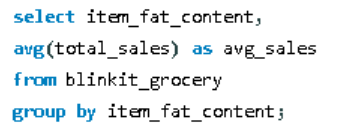 select item_fat_content,
avg(total_sales) as avg_sales
from blinkit_grocery
group by item_fat_content;